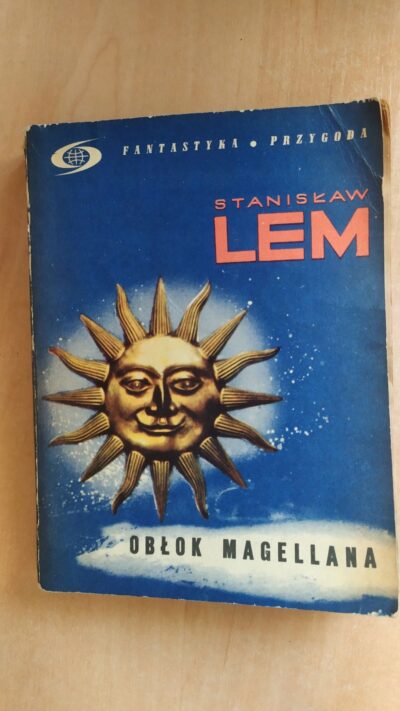 FANTASTYKA • PRZYGODA
STANISŁAW
LEM
OBŁOK MAGELLANA